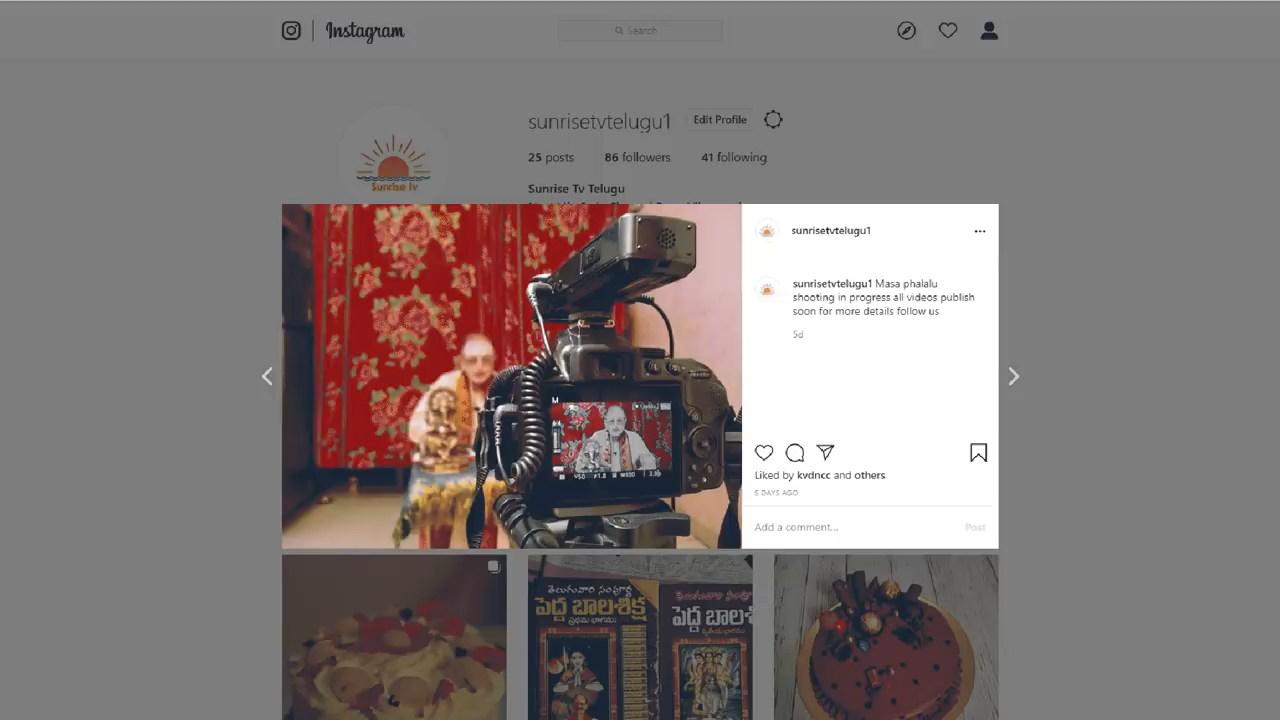 Instagram
Search
sunrisetvtelugu1 Edit Profile
25 posts 86 followers 41 following
Sunrise Tv Telugu
Sunrise tv
sunrisetvtelugu1
sunrisetvtelugu1 Masa phalalu
shooting in progress all videos publish
soon for more details follow us
5d
M
Liked by kvdncc and others
5 DAYS AGO
Add a comment...
Post
తెలుగువారి సంపూర్ణ
పెద్ద బాలశిక్ష
ప్రథమ భాగము
తెలుగువారి సంపూర్ణ
పెద్ద బాలశి